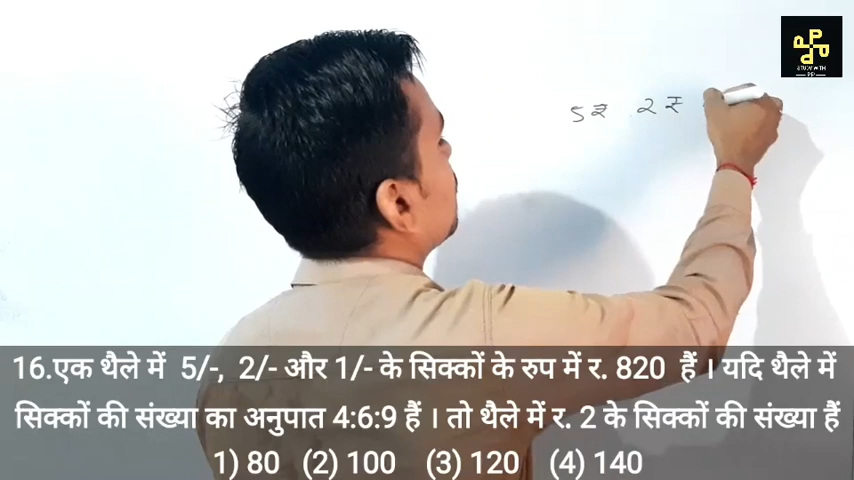 5₹ 2₹
16.एक थैले में 5/-, 2/- और 1/- के सिक्कों के रुप में र. 820 हैं । यदि थैले में
सिक्कों की संख्या का अनुपात 4:6:9 हैं । तो थैले में र. 2 के सिक्कों की संख्या हैं
1) 80 (2) 100 (3) 120 (4) 140